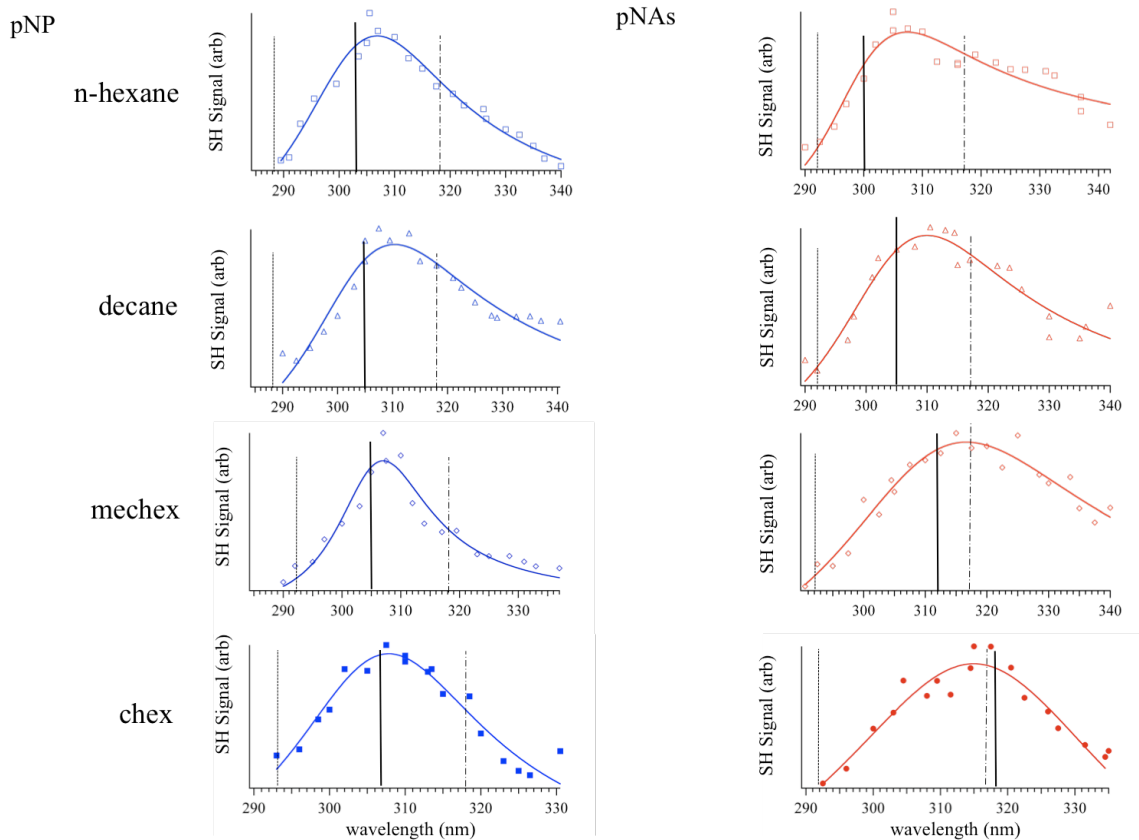 pNP
pNAs
n-hexane
SH Signal (arb)
290 300 310 320 330 340
SH Signal (arb)
290 300 310 320 330 340
decane
SH Signal (arb)
290 300 310 320 330 340
SH Signal (arb)
290 300 310 320 330 340
mechex
SH Signal (arb)
290 300 310 320 330
SH Signal (arb)
300 310 320 330 340
chex
SH Signal (arb)
290 300 310 320 330
wavelength (nm)
SH Signal (arb)
290 300 310 320 330
wavelength (nm)